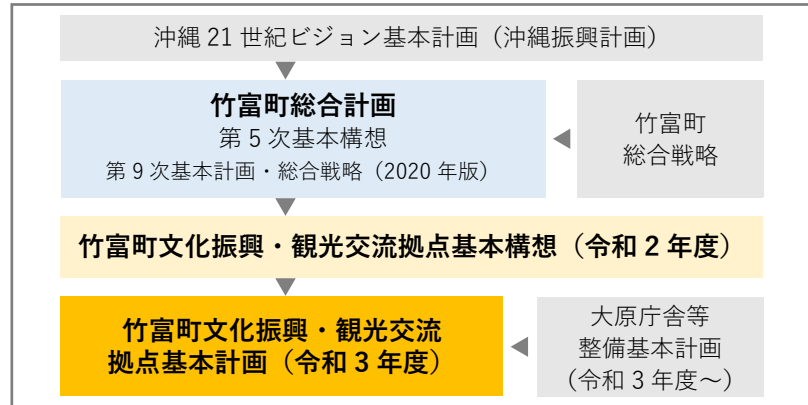 沖縄 21 世紀ビジョン基本計画（沖縄振興計画）
竹富町総合計画
第 5 次基本構想
第 9 次基本計画・総合戦略（2020 年版）
竹富町
総合戦略
竹富町文化振興・観光交流拠点基本構想（令和 2 年度）
竹富町文化振興・観光交流
拠点基本計画（令和 3 年度）
大原庁舎等
整備基本計画
（令和 3 年度～）